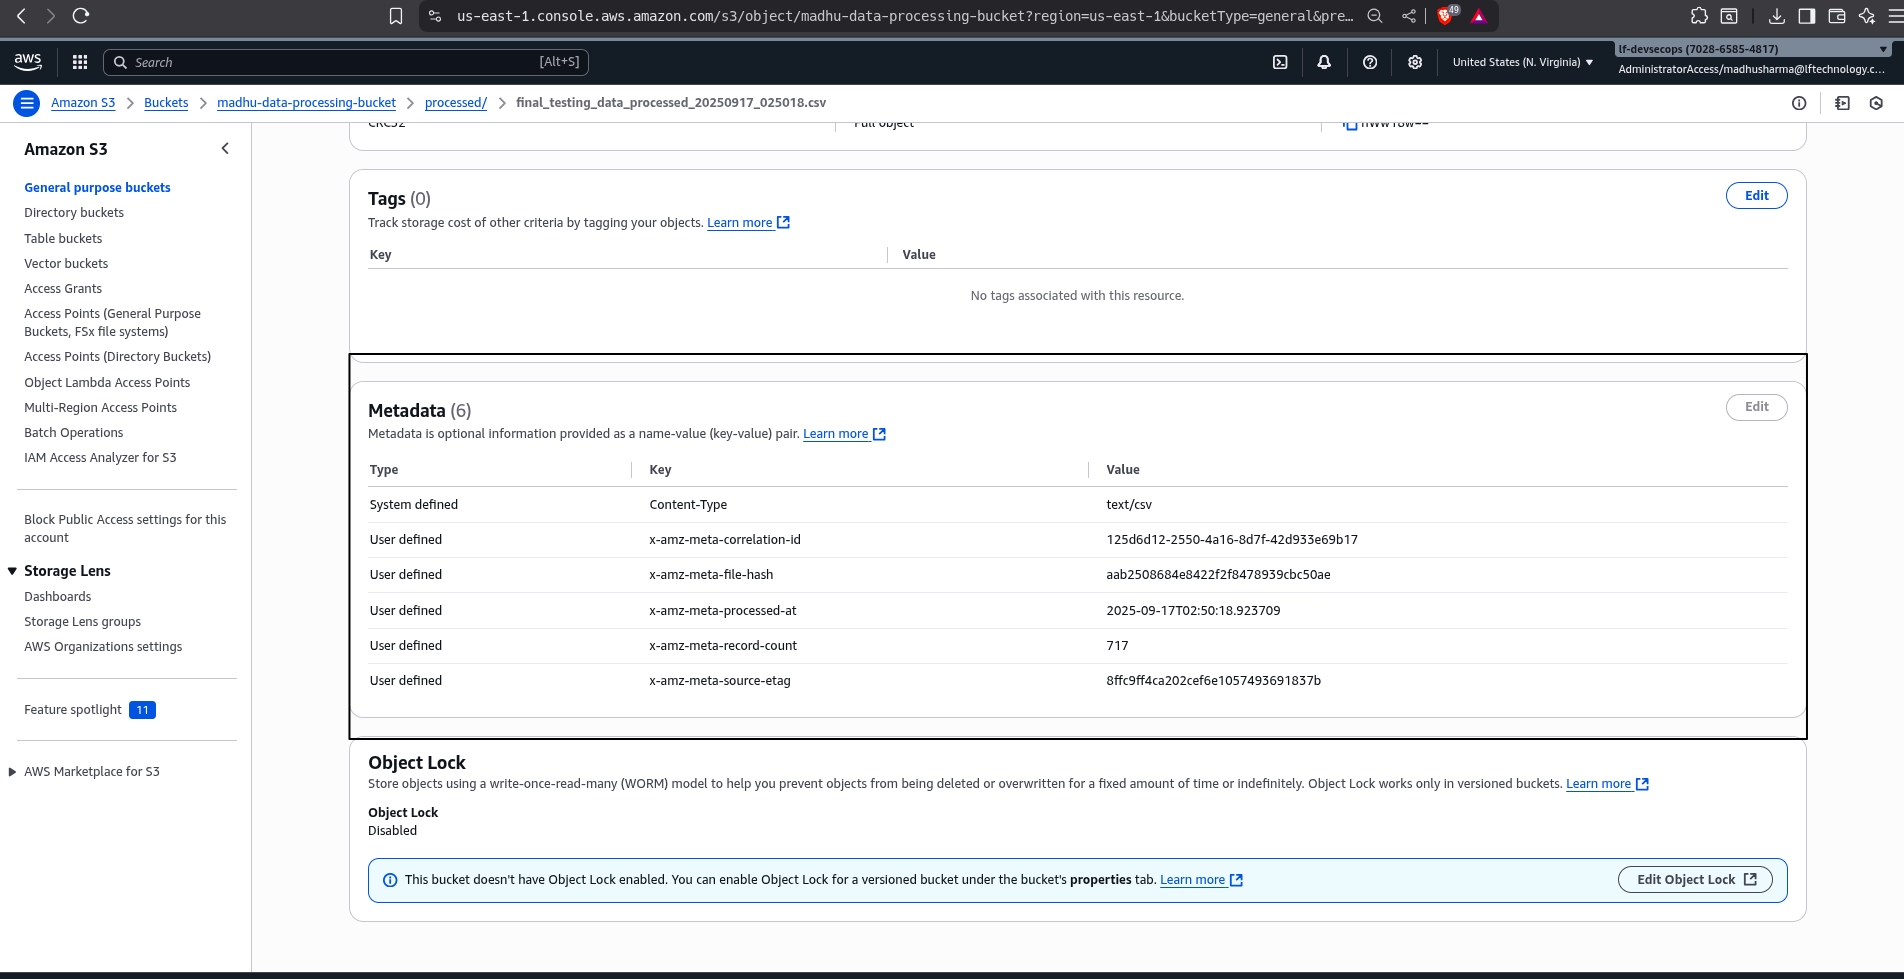 us-east-1.console.aws.amazon.com/s3/object/madhu-data-processing-bucket?region=us-east-1&bucketType=general&pre...
49
aws
Search
[Alt+S]
United States (N. Virginia)
lf-devsecops (7028-6585-4817)
AdministratorAccess/madhusharma@lftechnology.c...
Amazon S3
Buckets
madhu-data-processing-bucket
processed/
final_testing_data_processed_20250917_025018.csv
Amazon S3
General purpose buckets
Directory buckets
Table buckets
Vector buckets
Access Grants
Access Points (General Purpose
Buckets, FSx file systems)
Access Points (Directory Buckets)
Object Lambda Access Points
Multi-Region Access Points
Batch Operations
IAM Access Analyzer for S3
Block Public Access settings for this
account
Storage Lens
Dashboards
Storage Lens groups
AWS Organizations settings
Feature spotlight 11
AWS Marketplace for S3
CRC32 Full object
Tags (0)
Edit
Track storage cost of other criteria by tagging your objects. Learn more
Key Value
No tags associated with this resource.
Metadata (6)
Edit
Metadata is optional information provided as a name-value (key-value) pair. Learn more
Type Key Value
System defined Content-Type text/csv
User defined x-amz-meta-correlation-id 125d6d12-2550-4a16-8d7f-42d933e69b17
User defined x-amz-meta-file-hash aab2508684e8422f2f8478939cbc50ae
User defined x-amz-meta-processed-at 2025-09-17T02:50:18.923709
User defined x-amz-meta-record-count 717
User defined x-amz-meta-source-etag 8ffc9ff4ca202cef6e1057493691837b
Object Lock
Store objects using a write-once-read-many (WORM) model to help you prevent objects from being deleted or overwritten for a fixed amount of time or indefinitely. Object Lock works only in versioned buckets. Learn more
Object Lock
Disabled
This bucket doesn't have Object Lock enabled. You can enable Object Lock for a versioned bucket under the bucket's properties tab. Learn more
Edit Object Lock